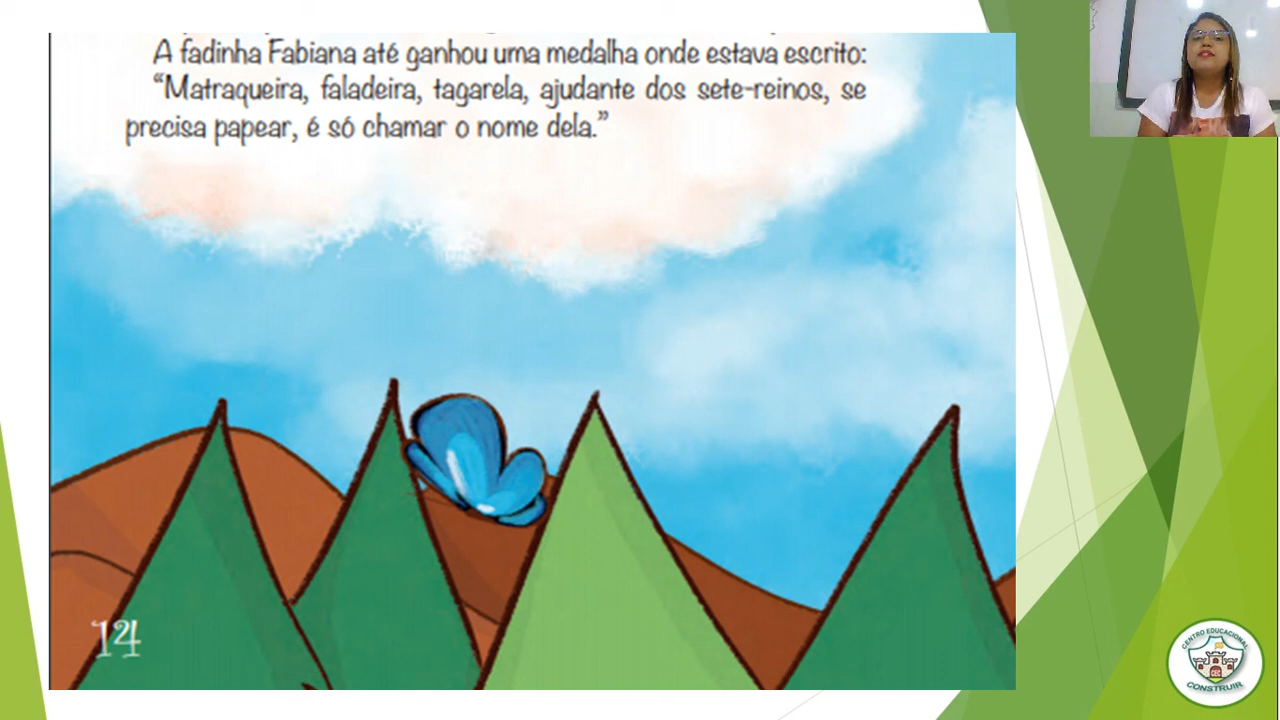 A fadinha Fabiana até ganhou uma medalha onde estava escrito:
“Matraqueira, faladeira, tagarela, ajudante dos sete-reinos, se
precisa papear, é só chamar o nome dela.”
14
CENTRO EDUCACIONAL
CEC
CONSTRUIR